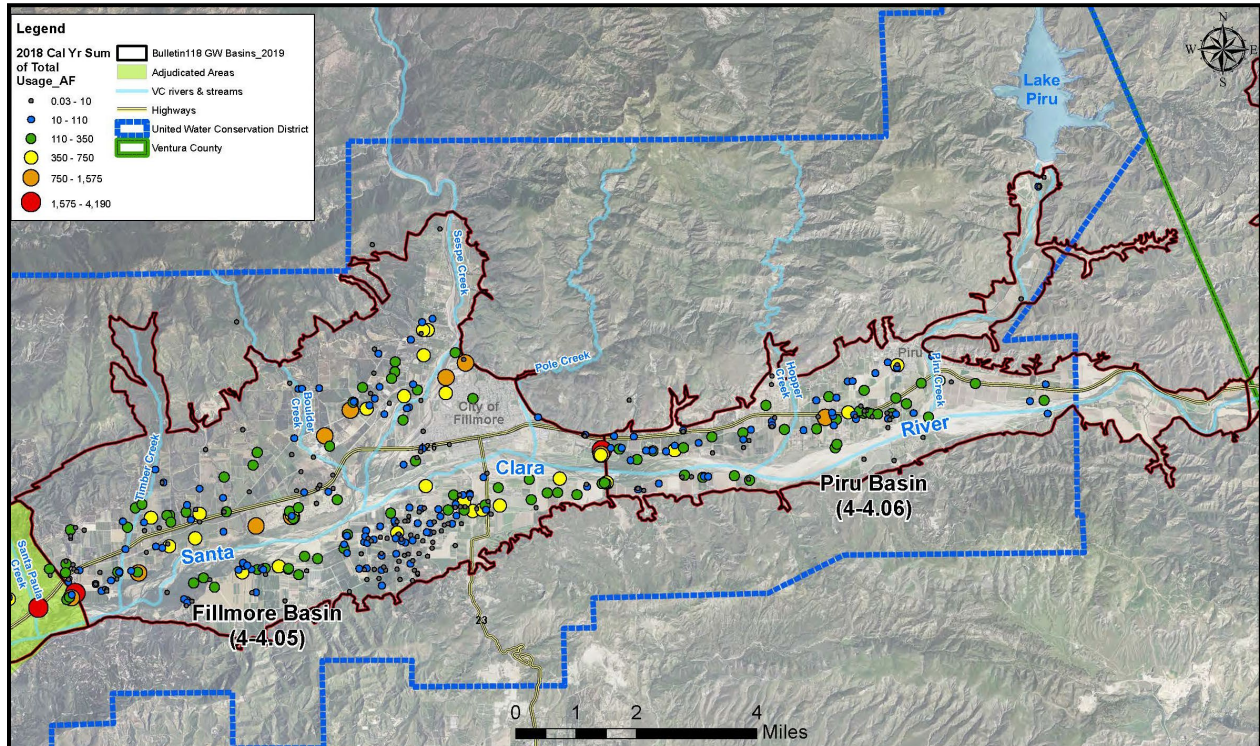 Legend
2018 Cal Yr Sum
of Total
Usage_AF
0.03 - 10
10 - 110
110 - 350
350 - 750
750 - 1,575
1,575 - 4,190
Bulletin118 GW Basins_2019
Adjudicated Areas
VC rivers & streams
Highways
United Water Conservation District
Ventura County
N
W E
S
Lake
Piru
Sespe Creek
Pole Creek
Hopper
Creek
Piru
Piru Creek
Boulder
Creek
City of
Fillmore
126
Timber Creek
Clara
River
Piru Basin
(4-4.06)
Santa
Santa Paula
Creek
Fillmore Basin
(4-4.05)
23
0 1 2 4
Miles